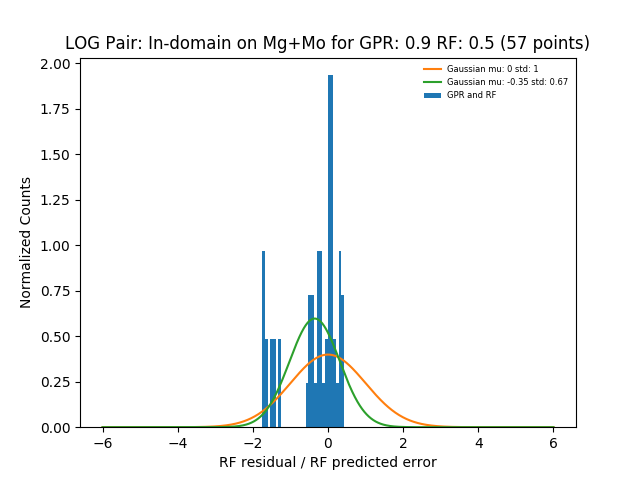 LOG Pair: In-domain on Mg+Mo for GPR: 0.9 RF: 0.5 (57 points)
Gaussian mu: 0 std: 1
Gaussian mu: -0.35 std: 0.67
GPR and RF
Normalized Counts
2.00
1.75
1.50
1.25
1.00
0.75
0.50
0.25
0.00
−6 −4 −2 0 2 4 6
RF residual / RF predicted error